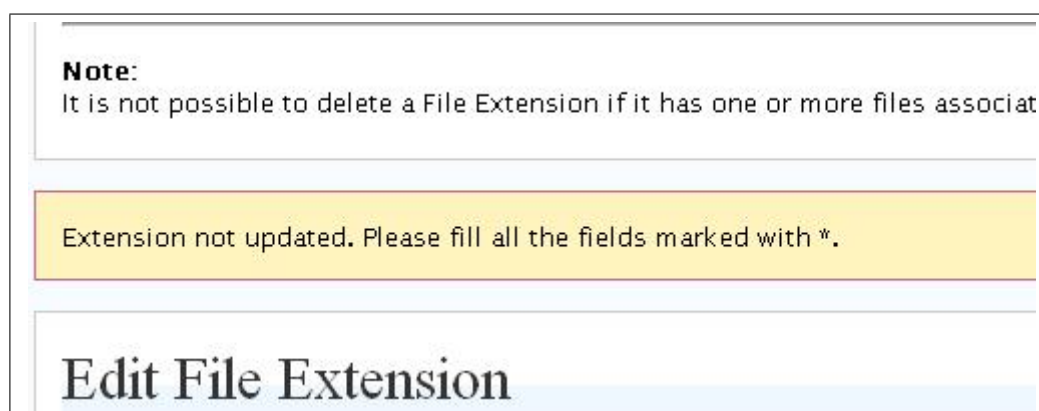 Note:
It is not possible to delete a File Extension if it has one or more files associat
Extension not updated. Please fill all the fields marked with *.
Edit File Extension